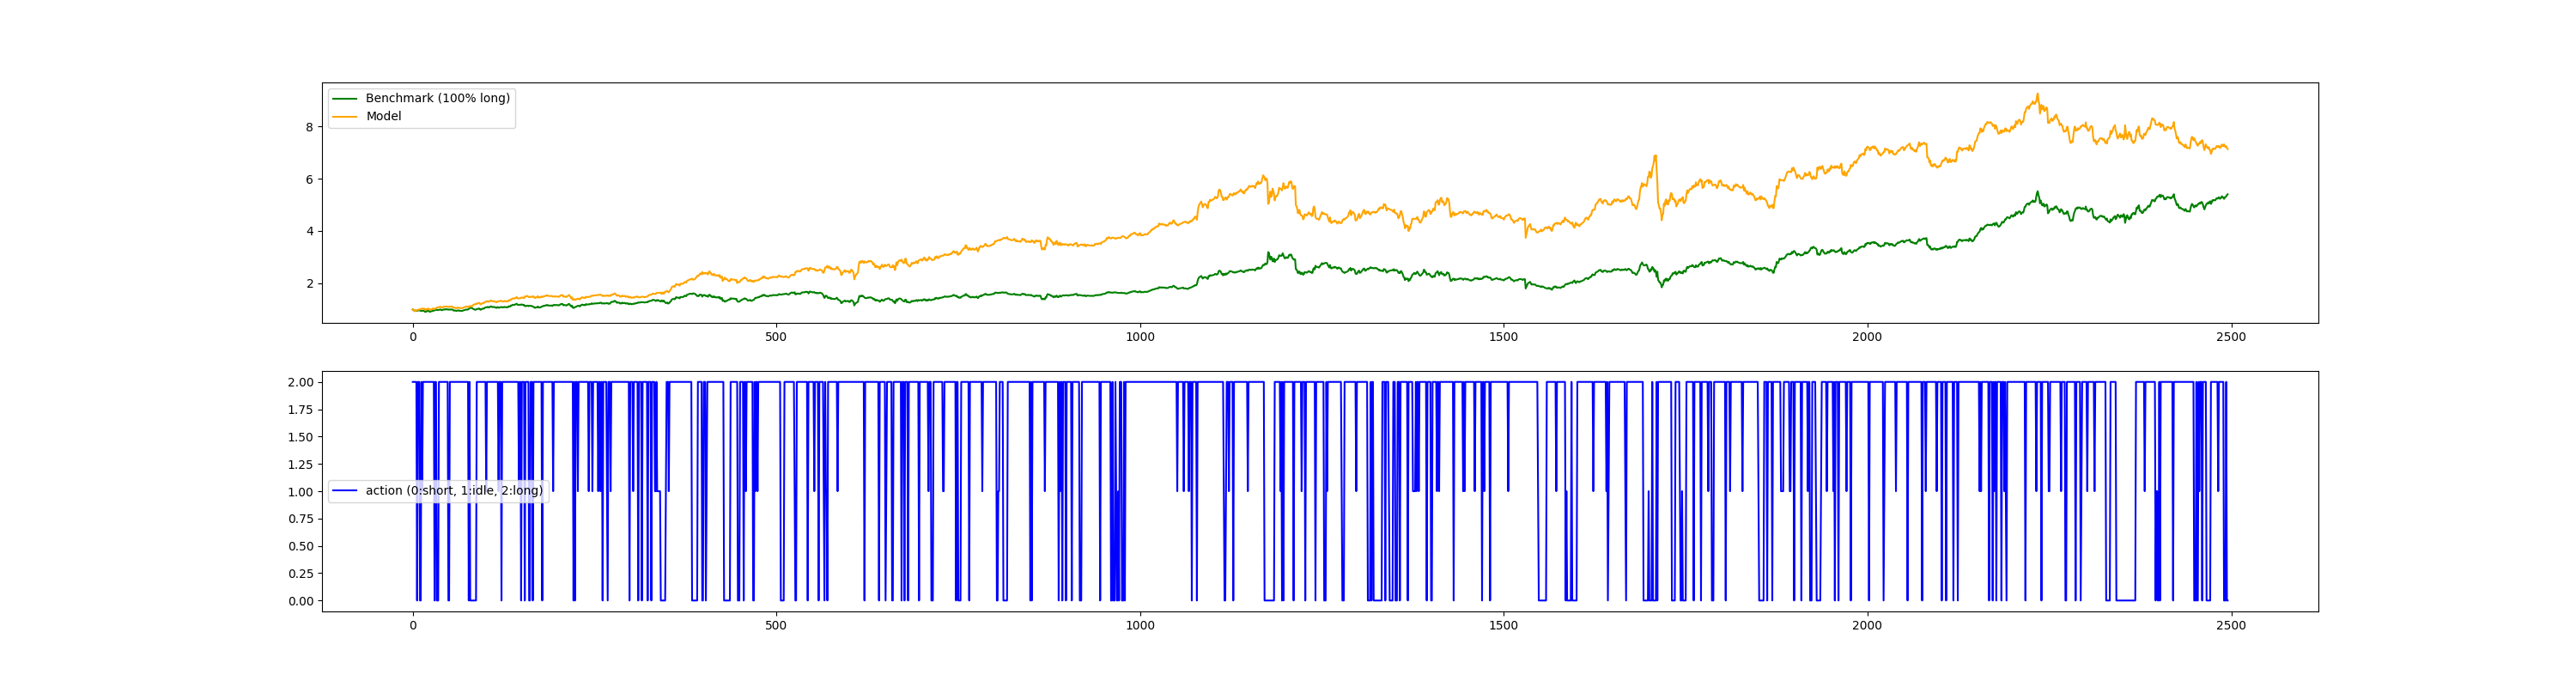 Benchmark (100% long)
Model
8
6
4
2
0 500 1000 1500 2000 2500
2.00
1.75
1.50
1.25
1.00
action (0:short, 1:idle, 2:long)
0.75
0.50
0.25
0.00
0 500 1000 1500 2000 2500